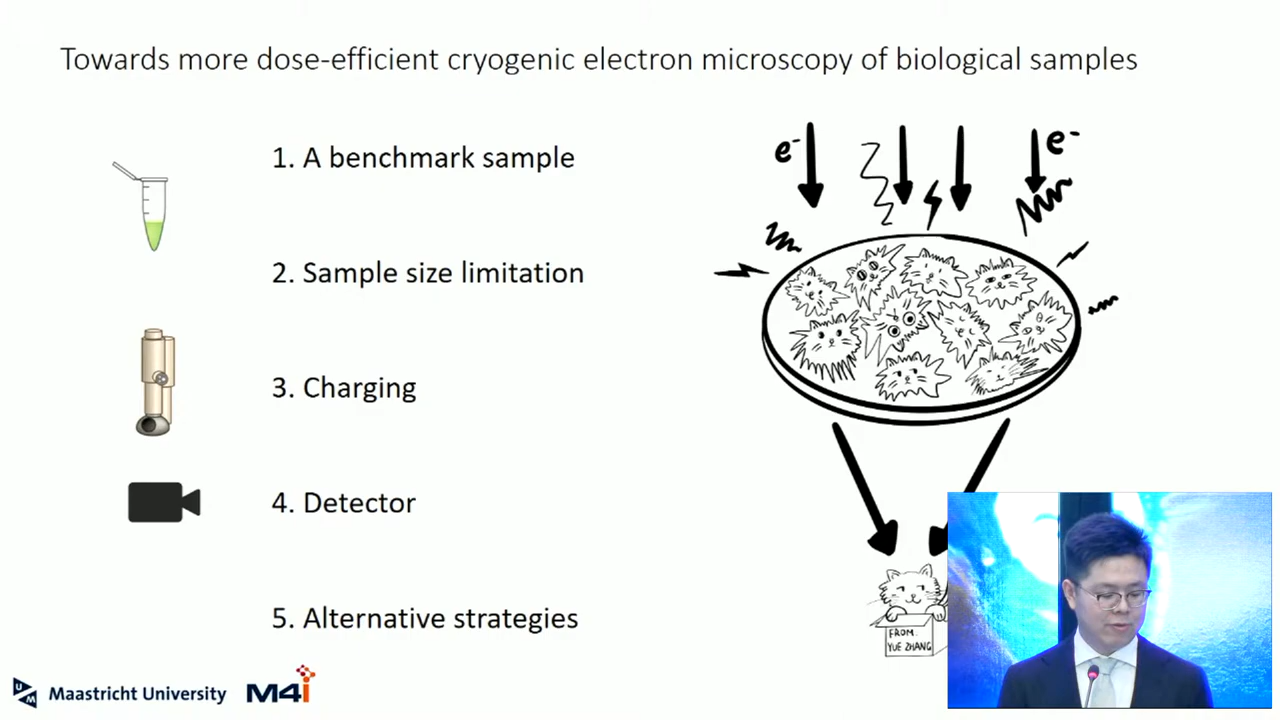 Towards more dose-efficient cryogenic electron microscopy of biological samples
1. A benchmark sample
2. Sample size limitation
3. Charging
4. Detector
5. Alternative strategies
e-
e-
FROM.
YUE ZHANG
UM
Maastricht University
M4i